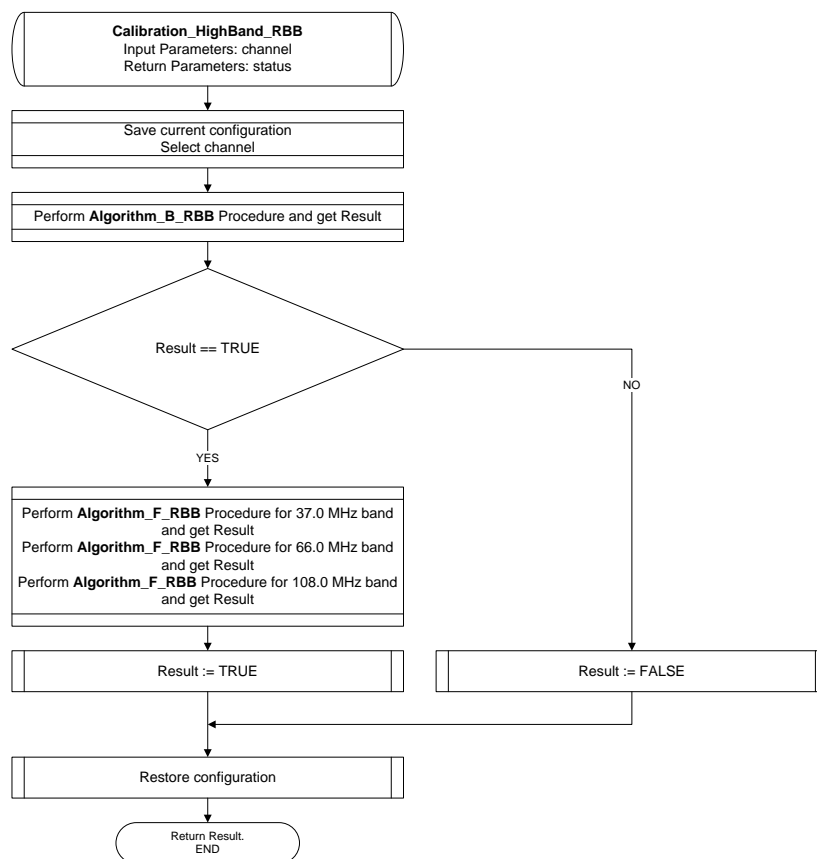 Calibration_HighBand_RBB
Input Parameters: channel
Return Parameters: status
Save current configuration
Select channel
Perform Algorithm_B_RBB Procedure and get Result
Result == TRUE
NO
YES
Perform Algorithm_F_RBB Procedure for 37.0 MHz band
and get Result
Perform Algorithm_F_RBB Procedure for 66.0 MHz band
and get Result
Perform Algorithm_F_RBB Procedure for 108.0 MHz band
and get Result
Result := TRUE
Result := FALSE
Restore configuration
Return Result.
END